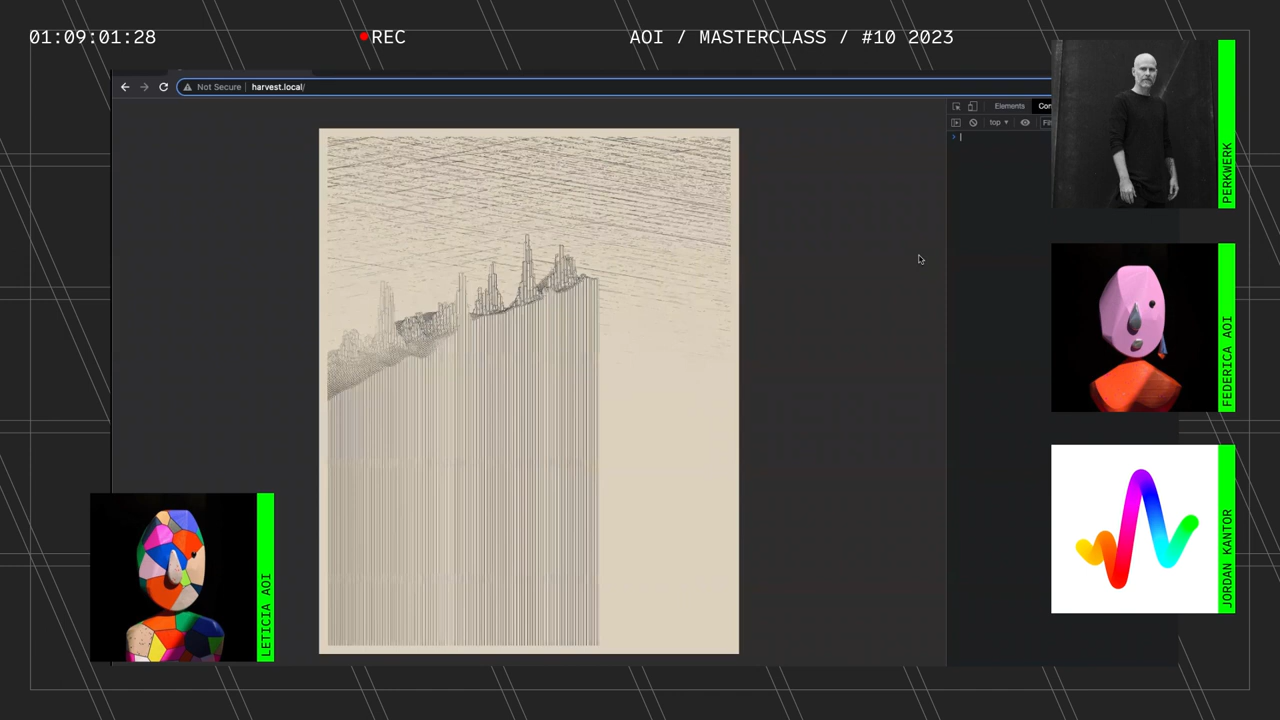 01:09:01:28
REC
AOI / MASTERCLASS / #10 2023
Not Secure
harvest.local/
Elements
top
PERKWERK
FEDERICA AOI
JORDAN KANTOR
LETICIA AOI